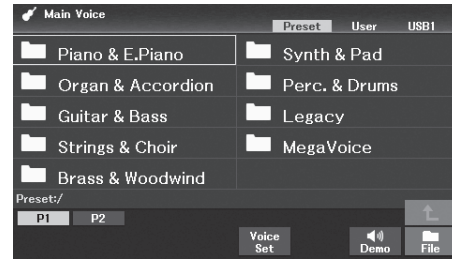 Main Voice
Preset User USB1
Piano & E.Piano Synth & Pad
Organ & Accordion Perc. & Drums
Guitar & Bass Legacy
Strings & Choir MegaVoice
Brass & Woodwind
Preset:/
P1 P2
Voice Set Demo File